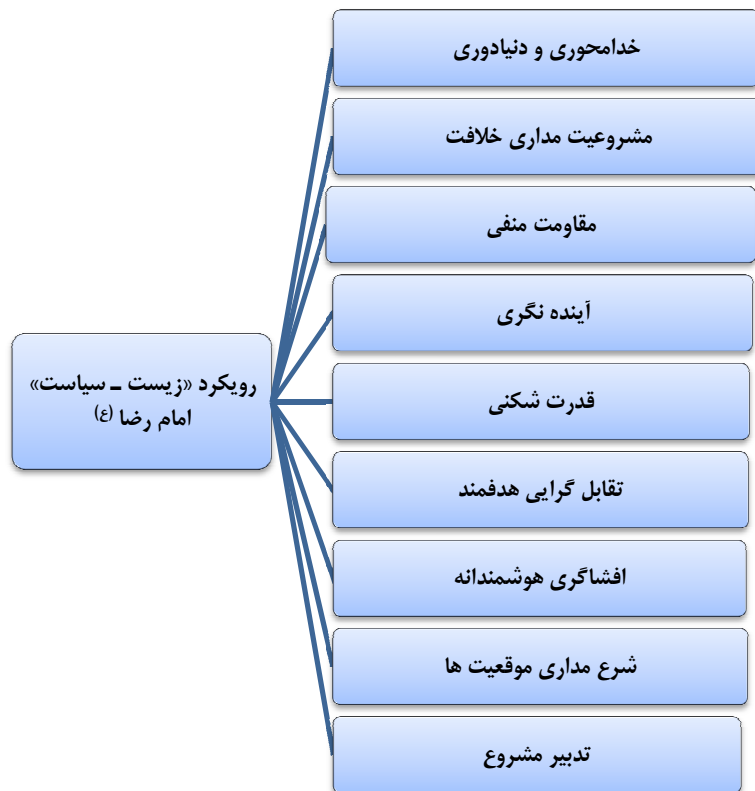 خدامحوری و دنیادوری
مشروعیت مداری خلافت
مقاومت منفی
آینده نگری
رویکرد «زیست ـ سیاست»
امام رضا (ع)
قدرت شکنی
تقابل گرایی هدفمند
افشاگری هوشمندانه
شرع مداری موقعیت ها
تدبیر مشروع